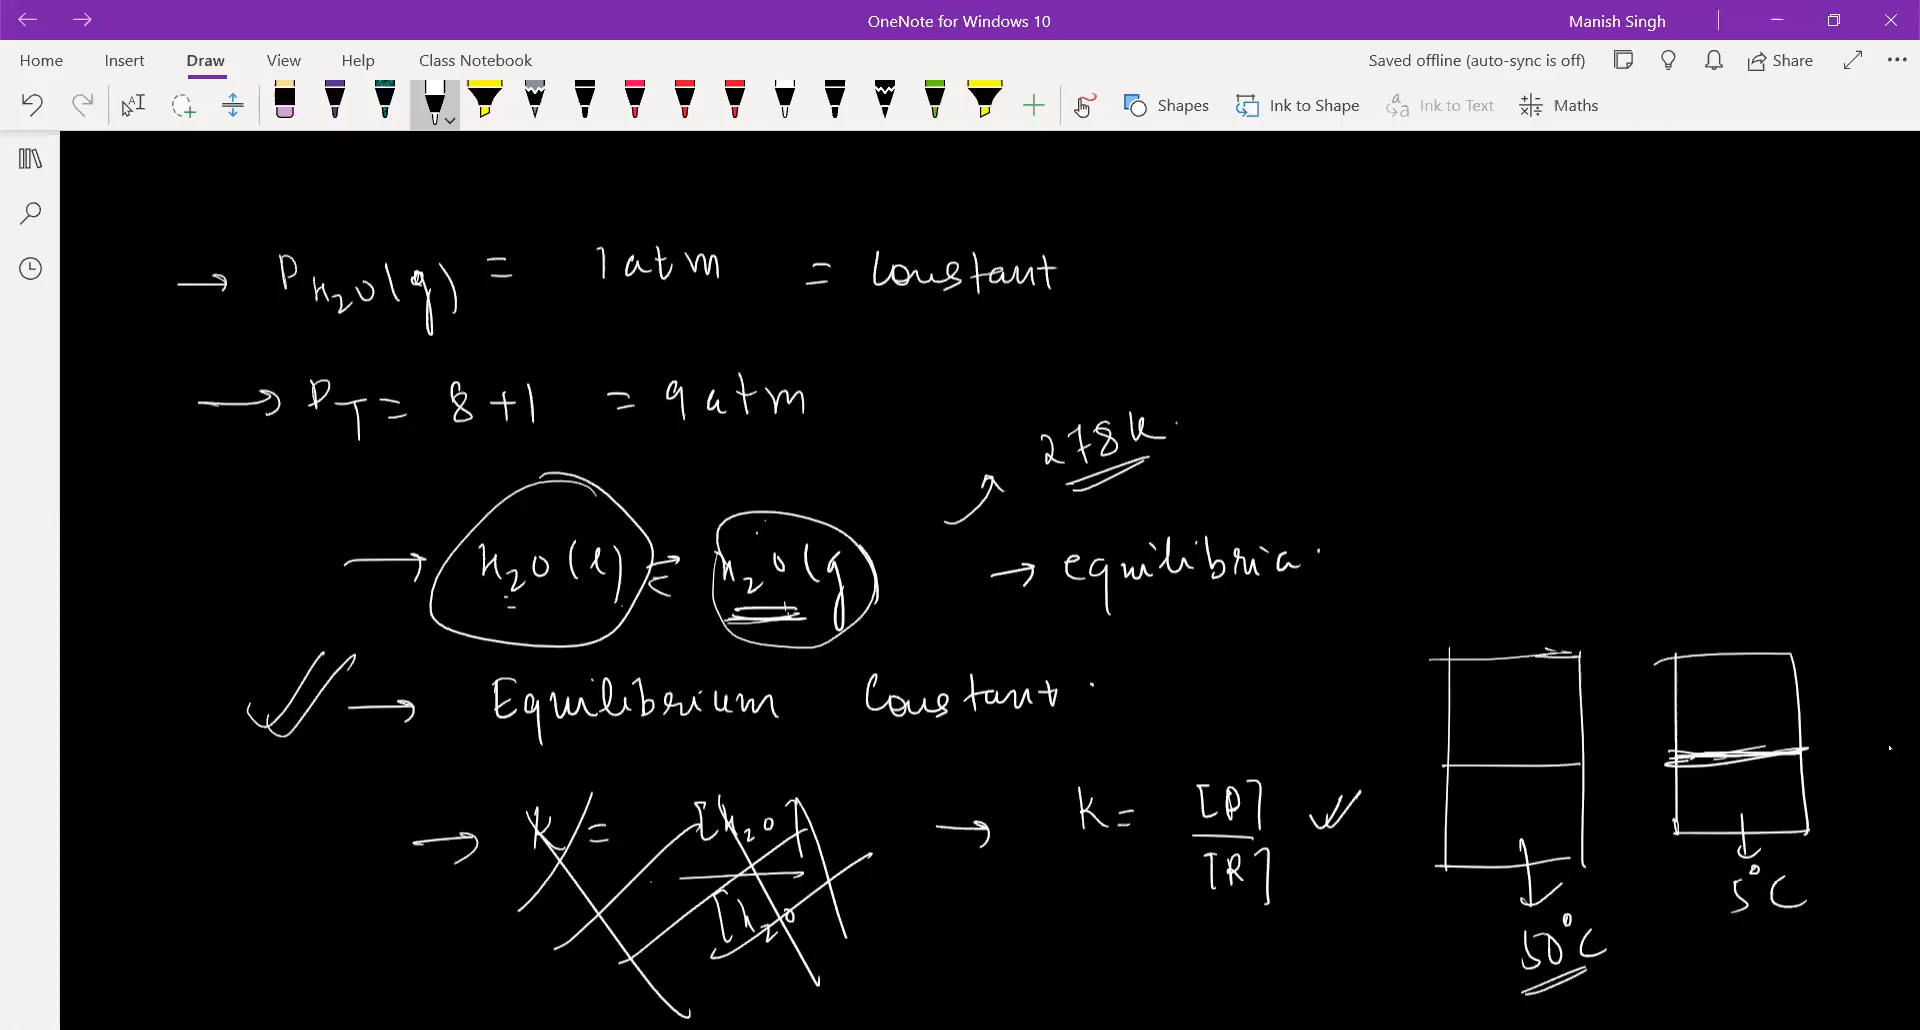 OneNote for Windows 10
Manish Singh
Home Insert Draw View Help Class Notebook
Saved offline (auto-sync is off) Share
Shapes Ink to Shape Ink to Text Maths
→ P H₂O(g) = 1 atm = constant
→ P_T = 8 + 1 = 9 atm
278 K.
→ H₂O(l) ⇌ H₂O(g) → equilibria.
→ Equilibrium Constant.
→ K = [H₂O] / [H₂O → K = [P] / [R]
5°C
50°C